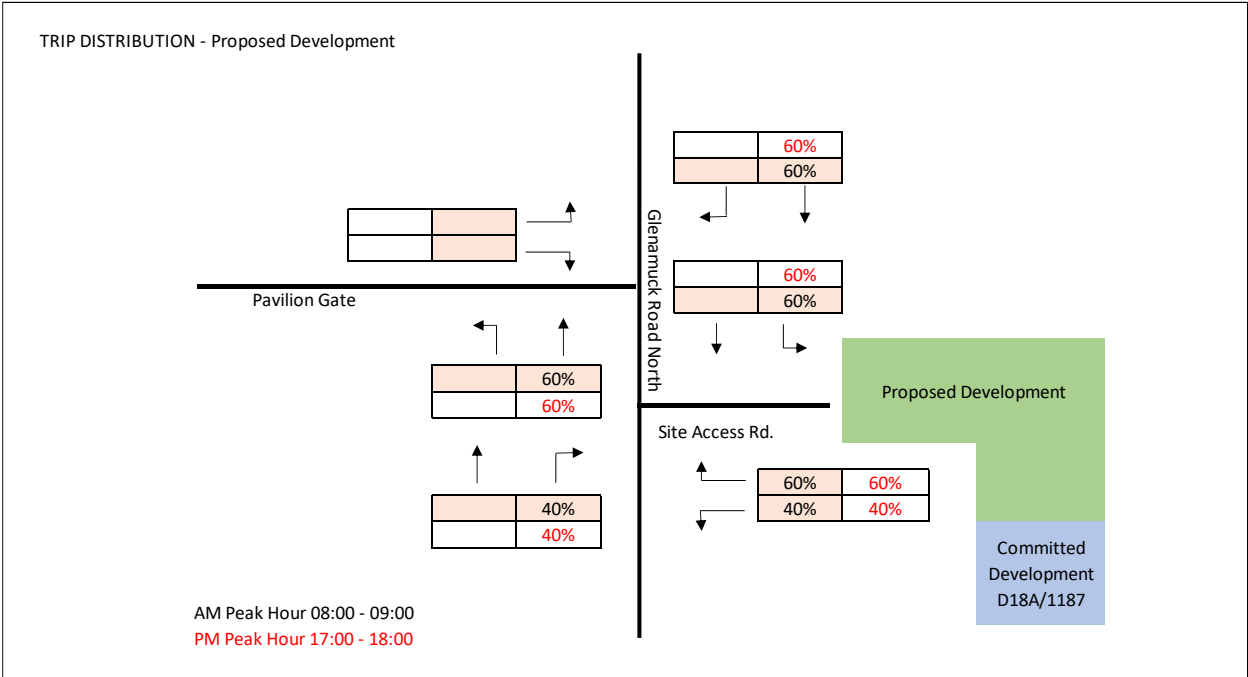 TRIP DISTRIBUTION - Proposed Development
60%
60%
Glenamuck Road North
60%
60%
Pavilion Gate
60%
60%
Proposed Development
Site Access Rd.
60% 60%
40% 40%
40%
40%
Committed
Development
D18A/1187
AM Peak Hour 08:00 - 09:00
PM Peak Hour 17:00 - 18:00